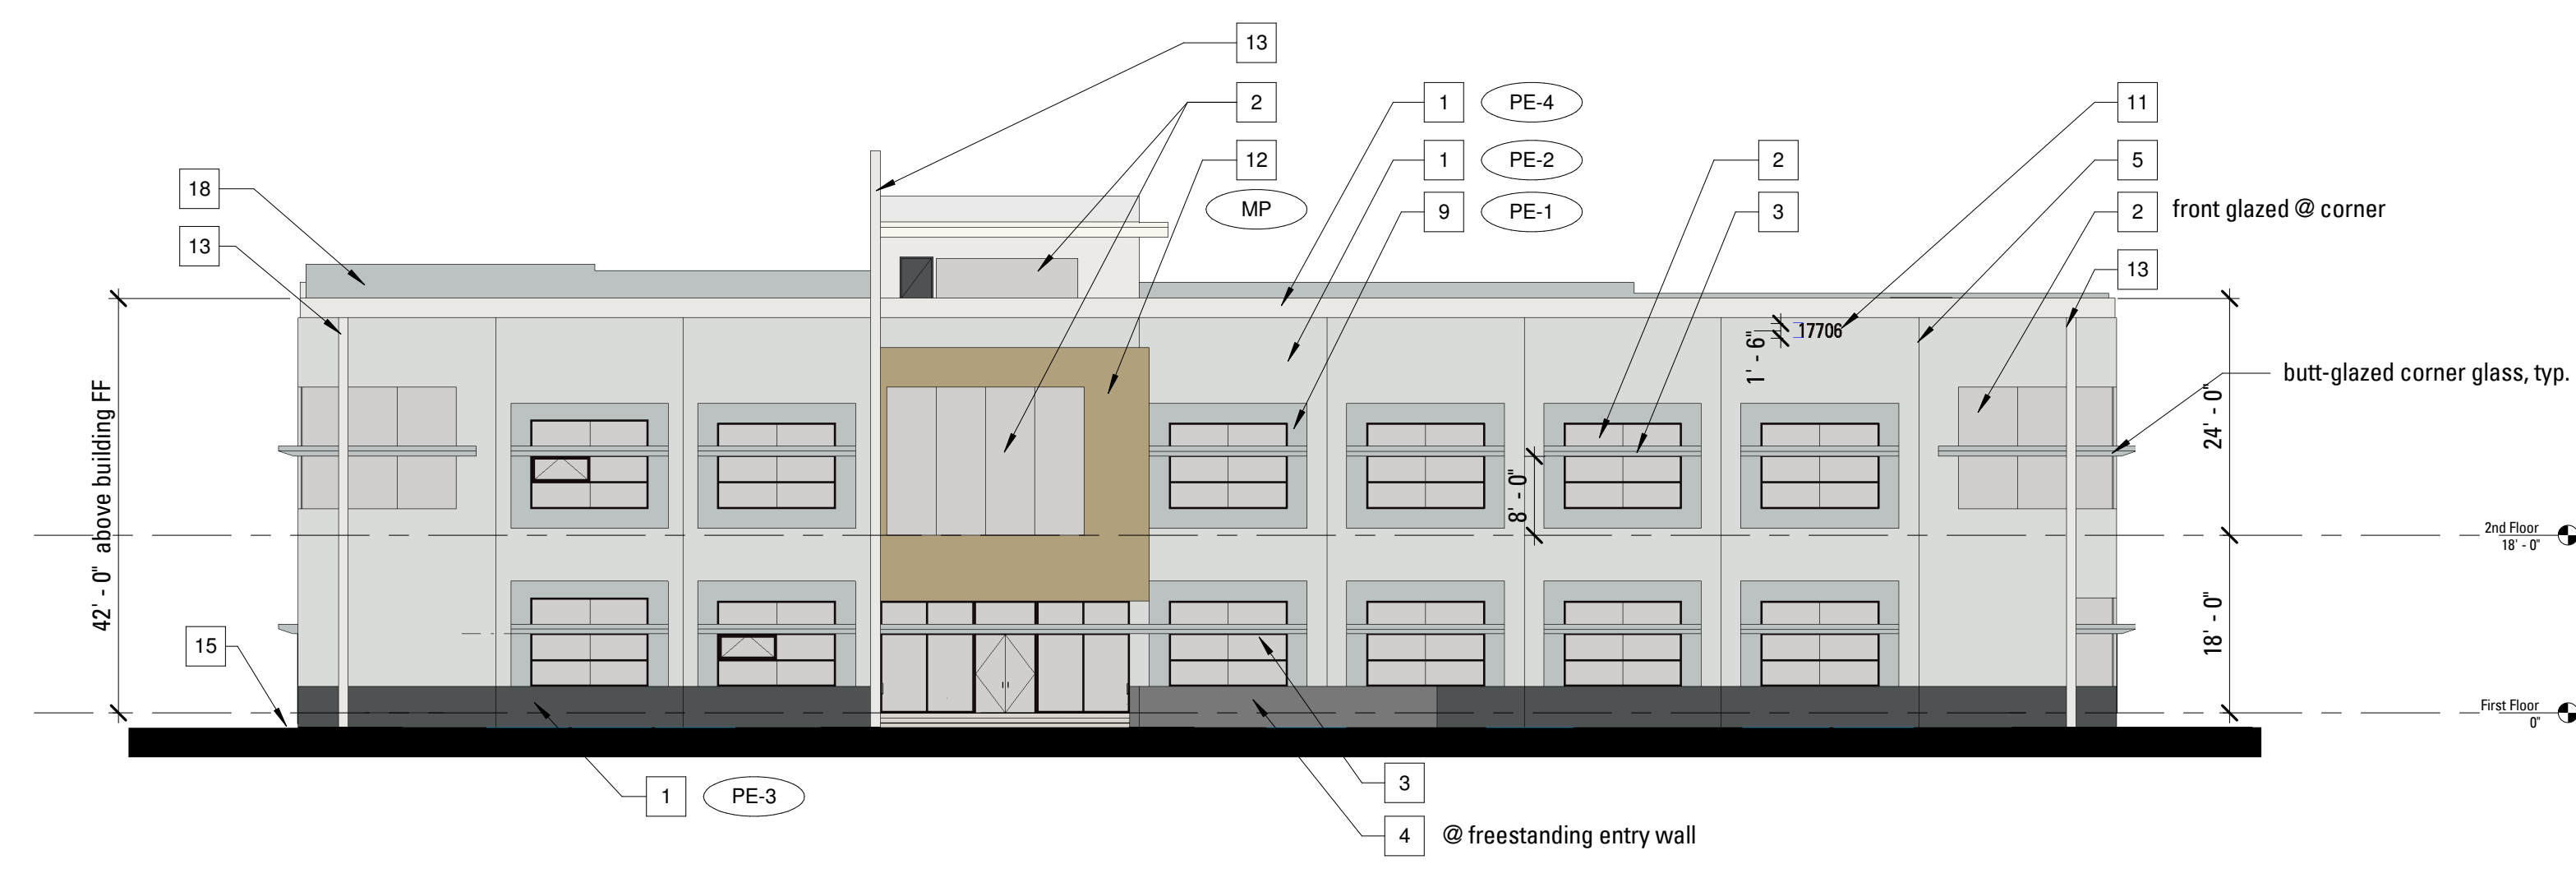 13
2
1 PE-4
11
12
1 PE-2
2
5
18
MP
9 PE-1
3
2 front glazed @ corner
13
13
17706
1' - 6"
butt-glazed corner glass, typ.
42' - 0" above building FF
24' - 0"
8' - 0"
2nd Floor
18' - 0"
18' - 0"
15
First Floor
0"
1 PE-3
3
4 @ freestanding entry wall